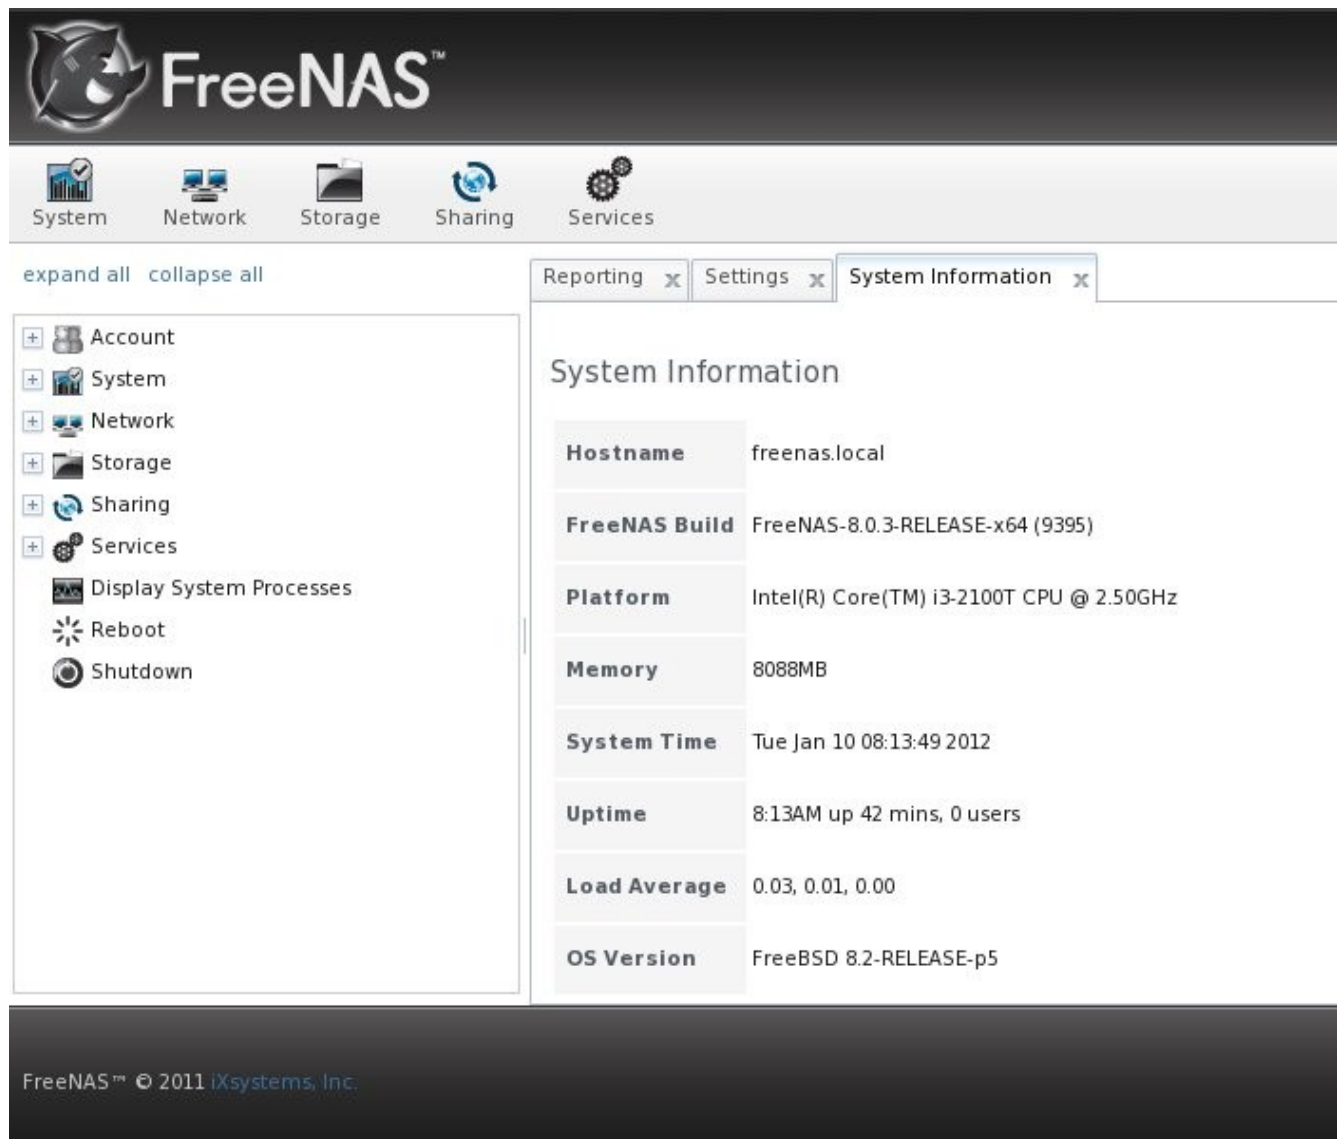 FreeNAS™
System Network Storage Sharing Services
expand all collapse all
Account
System
Network
Storage
Sharing
Services
Display System Processes
Reboot
Shutdown
Reporting x Settings x System Information x
System Information
Hostname freenas.local
FreeNAS Build FreeNAS-8.0.3-RELEASE-x64 (9395)
Platform Intel(R) Core(TM) i3-2100T CPU @ 2.50GHz
Memory 8088MB
System Time Tue Jan 10 08:13:49 2012
Uptime 8:13AM up 42 mins, 0 users
Load Average 0.03, 0.01, 0.00
OS Version FreeBSD 8.2-RELEASE-p5
FreeNAS™ © 2011 iXsystems, Inc.